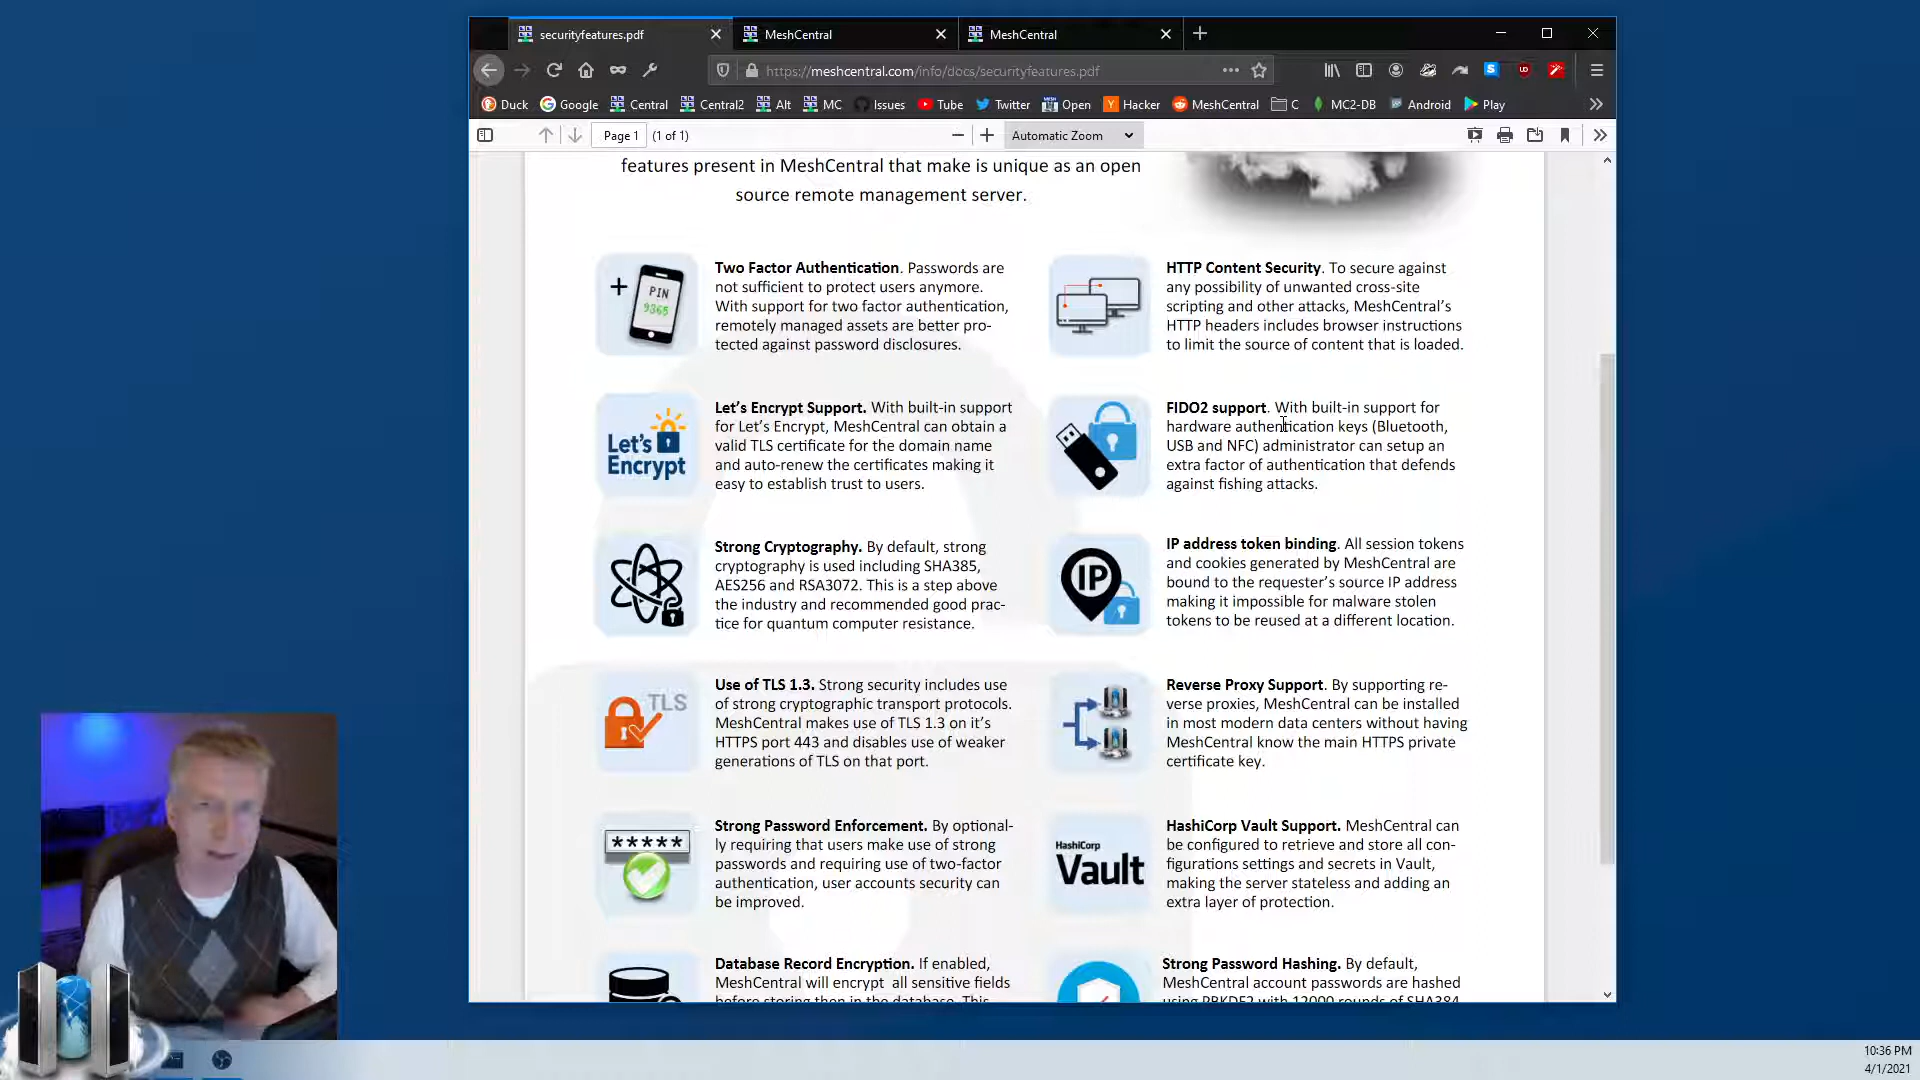 securityfeatures.pdf
MeshCentral
MeshCentral
https://meshcentral.com/info/docs/securityfeatures.pdf
Duck
Google
Central
Central2
Alt
MC
Issues
Tube
Twitter
Open
Hacker
MeshCentral
C
MC2-DB
Android
Play
Page 1
(1 of 1)
Automatic Zoom
features present in MeshCentral that make is unique as an open
source remote management server.
PIN
9365
Two Factor Authentication. Passwords are
not sufficient to protect users anymore.
With support for two factor authentication,
remotely managed assets are better pro-
tected against password disclosures.
HTTP Content Security. To secure against
any possibility of unwanted cross-site
scripting and other attacks, MeshCentral's
HTTP headers includes browser instructions
to limit the source of content that is loaded.
Let's
Encrypt
Let's Encrypt Support. With built-in support
for Let's Encrypt, MeshCentral can obtain a
valid TLS certificate for the domain name
and auto-renew the certificates making it
easy to establish trust to users.
FIDO2 support. With built-in support for
hardware authentication keys (Bluetooth,
USB and NFC) administrator can setup an
extra factor of authentication that defends
against fishing attacks.
Strong Cryptography. By default, strong
cryptography is used including SHA385,
AES256 and RSA3072. This is a step above
the industry and recommended good prac-
tice for quantum computer resistance.
IP
IP address token binding. All session tokens
and cookies generated by MeshCentral are
bound to the requester's source IP address
making it impossible for malware stolen
tokens to be reused at a different location.
TLS
Use of TLS 1.3. Strong security includes use
of strong cryptographic transport protocols.
MeshCentral makes use of TLS 1.3 on it's
HTTPS port 443 and disables use of weaker
generations of TLS on that port.
Reverse Proxy Support. By supporting re-
verse proxies, MeshCentral can be installed
in most modern data centers without having
MeshCentral know the main HTTPS private
certificate key.
*****
Strong Password Enforcement. By optional-
ly requiring that users make use of strong
passwords and requiring use of two-factor
authentication, user accounts security can
be improved.
HashiCorp
Vault
HashiCorp Vault Support. MeshCentral can
be configured to retrieve and store all con-
figurations settings and secrets in Vault,
making the server stateless and adding an
extra layer of protection.
Database Record Encryption. If enabled,
MeshCentral will encrypt all sensitive fields
before storing then in the database. This
Strong Password Hashing. By default,
MeshCentral account passwords are hashed
using PBKDF2 with 12000 rounds of SHA384
10:36 PM
4/1/2021